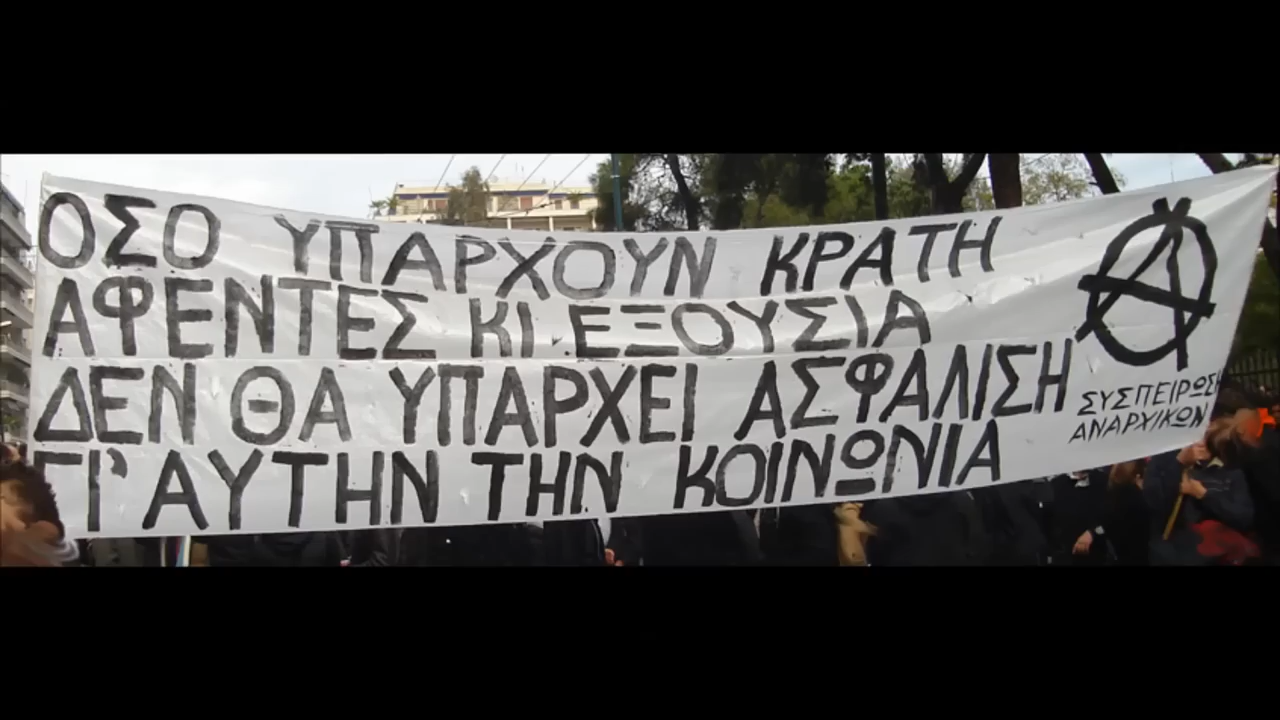 ΟΣΟ ΥΠΑΡΧΟΥΝ ΚΡΑΤΗ
ΑΦΕΝΤΕΣ ΚΙ ΕΞΟΥΣΙΑ
ΔΕΝ ΘΑ ΥΠΑΡΧΕΙ ΑΣΦΑΛΙΣΗ
ΓΙ' ΑΥΤΗΝ ΤΗΝ ΚΟΙΝΩΝΙΑ
ΣΥΣΠΕΙΡΩΣΗ
ΑΝΑΡΧΙΚΩΝ